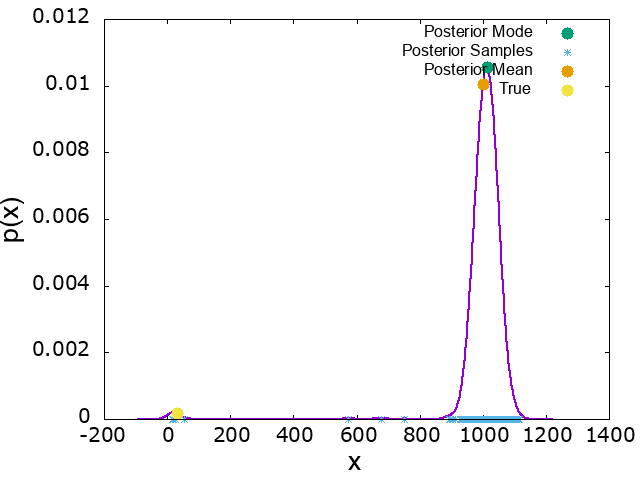 0.012
0.01
0.008
0.006
0.004
0.002
0
-200
0
200
400
600
800
1000
1200
1400
p(x)
x
Posterior Mode
Posterior Samples
Posterior Mean
True